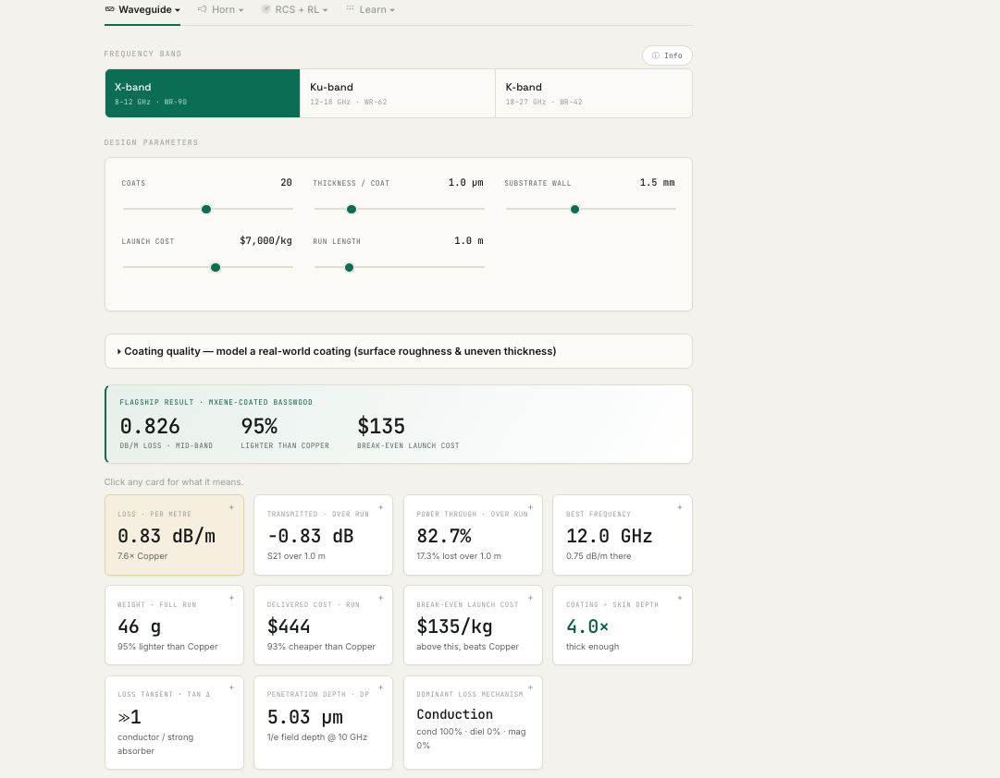 Waveguide Horn RCS + RL Learn
FREQUENCY BAND
ⓘ Info
X-band Ku-band K-band
8–12 GHz · WR-90 12–18 GHz · WR-62 18–27 GHz · WR-42
DESIGN PARAMETERS
COATS 20 THICKNESS / COAT 1.0 µm SUBSTRATE WALL 1.5 mm
LAUNCH COST $7,000/kg RUN LENGTH 1.0 m
Coating quality — model a real-world coating (surface roughness & uneven thickness)
FLAGSHIP RESULT · MXENE-COATED BASSWOOD
0.826 95% $135
DB/M LOSS · MID-BAND LIGHTER THAN COPPER BREAK-EVEN LAUNCH COST
Click any card for what it means.
LOSS · PER METRE +
0.83 dB/m
7.6× Copper
TRANSMITTED · OVER RUN +
-0.83 dB
S21 over 1.0 m
POWER THROUGH · OVER RUN +
82.7%
17.3% lost over 1.0 m
BEST FREQUENCY +
12.0 GHz
0.75 dB/m there
WEIGHT · FULL RUN +
46 g
95% lighter than Copper
DELIVERED COST · RUN +
$444
93% cheaper than Copper
BREAK-EVEN LAUNCH COST +
$135/kg
above this, beats Copper
COATING ÷ SKIN DEPTH +
4.0×
thick enough
LOSS TANGENT · TAN Δ +
≫1
conductor / strong
absorber
PENETRATION DEPTH · DP +
5.03 µm
1/e field depth @ 10 GHz
DOMINANT LOSS MECHANISM +
Conduction
cond 100% · diel 0% · mag
0%